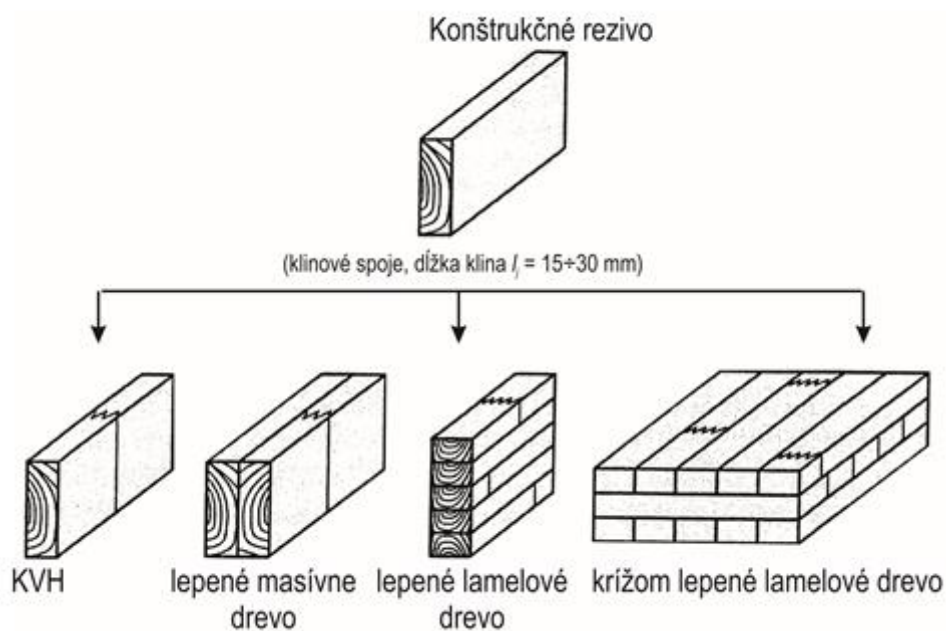 Konštrukčné rezivo
(klinové spoje, dĺžka klina lⱼ = 15÷30 mm)
KVH
lepené masívne
drevo
lepené lamelové
drevo
krížom lepené lamelové drevo